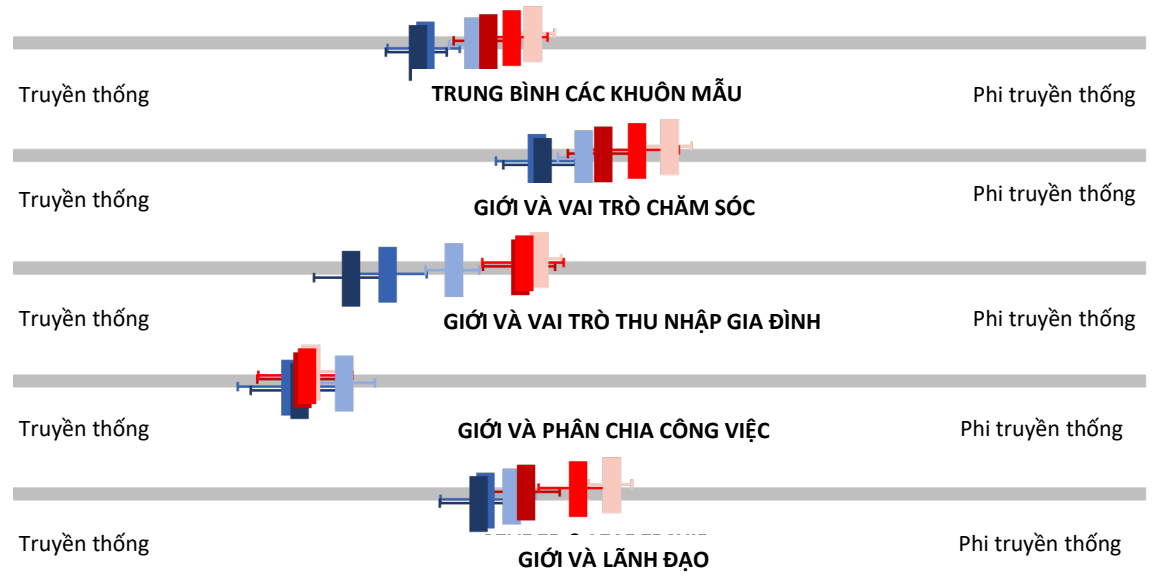 Truyền thống
TRUNG BÌNH CÁC KHUÔN MẪU
Phi truyền thống
Truyền thống
GIỚI VÀ VAI TRÒ CHĂM SÓC
Phi truyền thống
Truyền thống
GIỚI VÀ VAI TRÒ THU NHẬP GIA ĐÌNH
Phi truyền thống
Truyền thống
GIỚI VÀ PHÂN CHIA CÔNG VIỆC
Phi truyền thống
Truyền thống
GIỚI VÀ LÃNH ĐẠO
Phi truyền thống